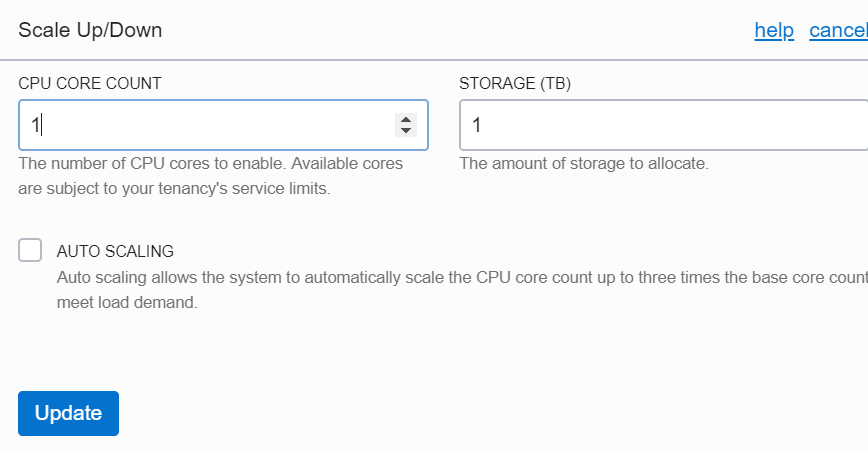 Scale Up/Down
help cancel
CPU CORE COUNT
STORAGE (TB)
1
1
The number of CPU cores to enable. Available cores
are subject to your tenancy's service limits.
The amount of storage to allocate.
AUTO SCALING
Auto scaling allows the system to automatically scale the CPU core count up to three times the base core count
meet load demand.
Update